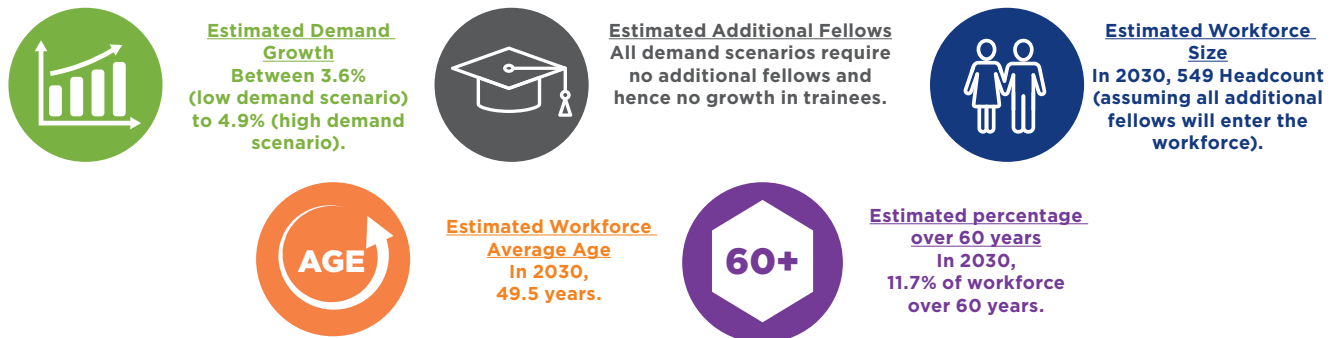 Estimated Demand
Growth
Between 3.6%
(low demand scenario)
to 4.9% (high demand
scenario).
Estimated Additional Fellows
All demand scenarios require
no additional fellows and
hence no growth in trainees.
Estimated Workforce
Size
In 2030, 549 Headcount
(assuming all additional
fellows will enter the
workforce).
AGE
Estimated Workforce
Average Age
In 2030,
49.5 years.
60+
Estimated percentage
over 60 years
In 2030,
11.7% of workforce
over 60 years.